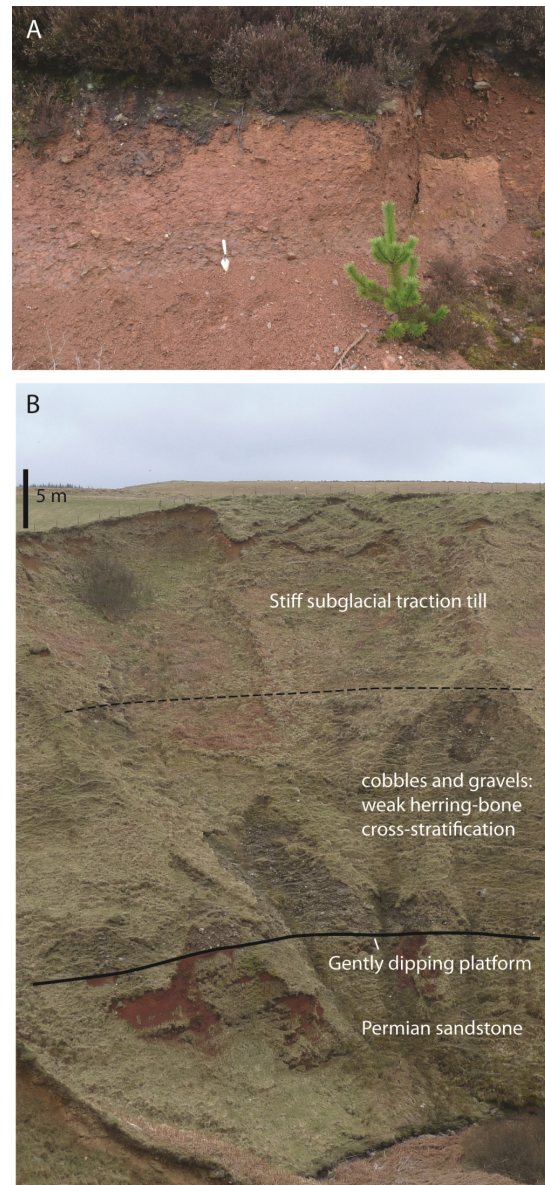 A
B
5 m
Stiff subglacial traction till
cobbles and gravels:
weak herring-bone
cross-stratification
Gently dipping platform
Permian sandstone